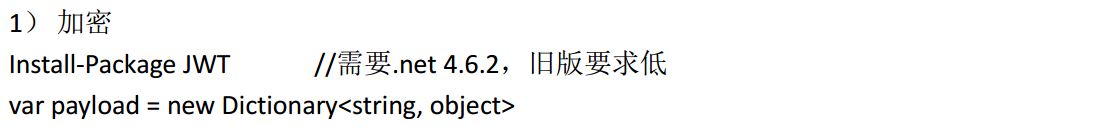 1） 加密
Install-Package JWT //需要.net 4.6.2，旧版要求低
var payload = new Dictionary<string, object>